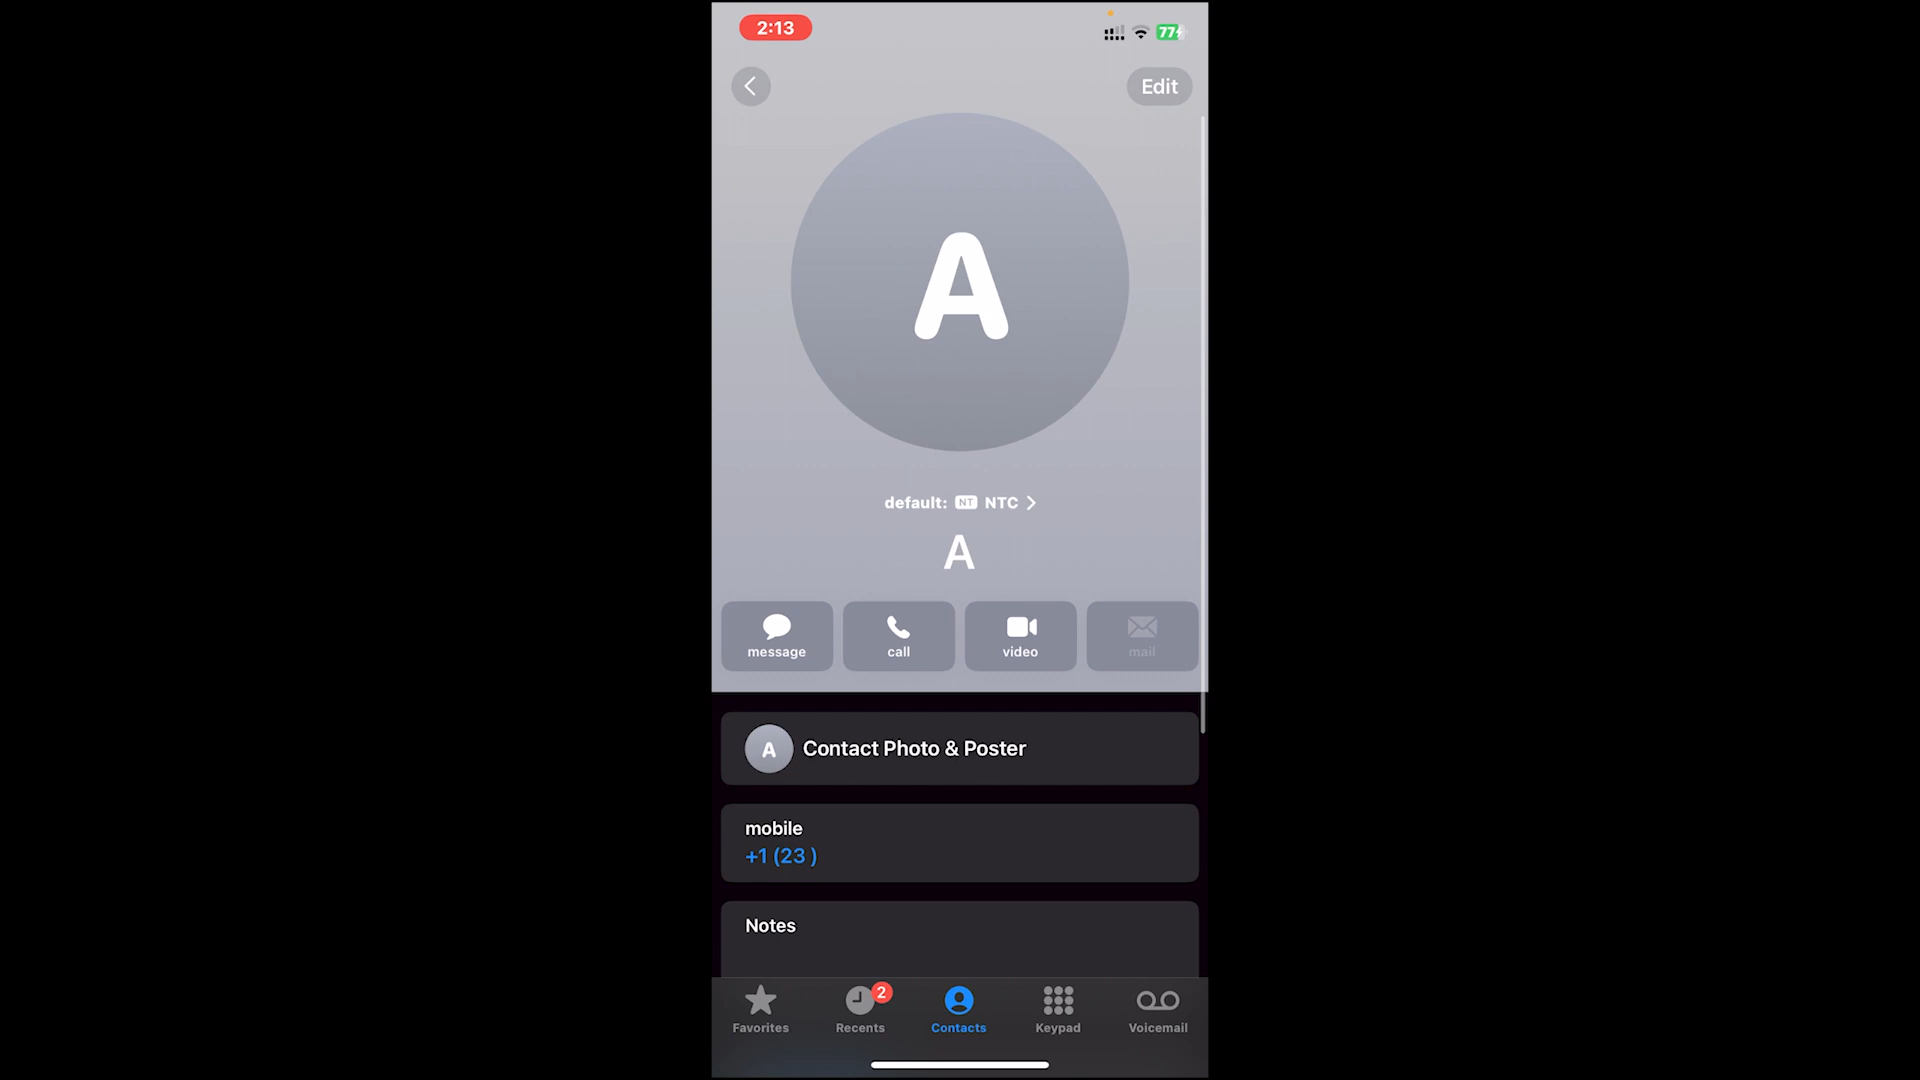 2:13
77
Edit
A
default: NT NTC
A
message
call
video
mail
A
Contact Photo & Poster
mobile
+1 (23 )
Notes
2
Favorites
Recents
Contacts
Keypad
Voicemail